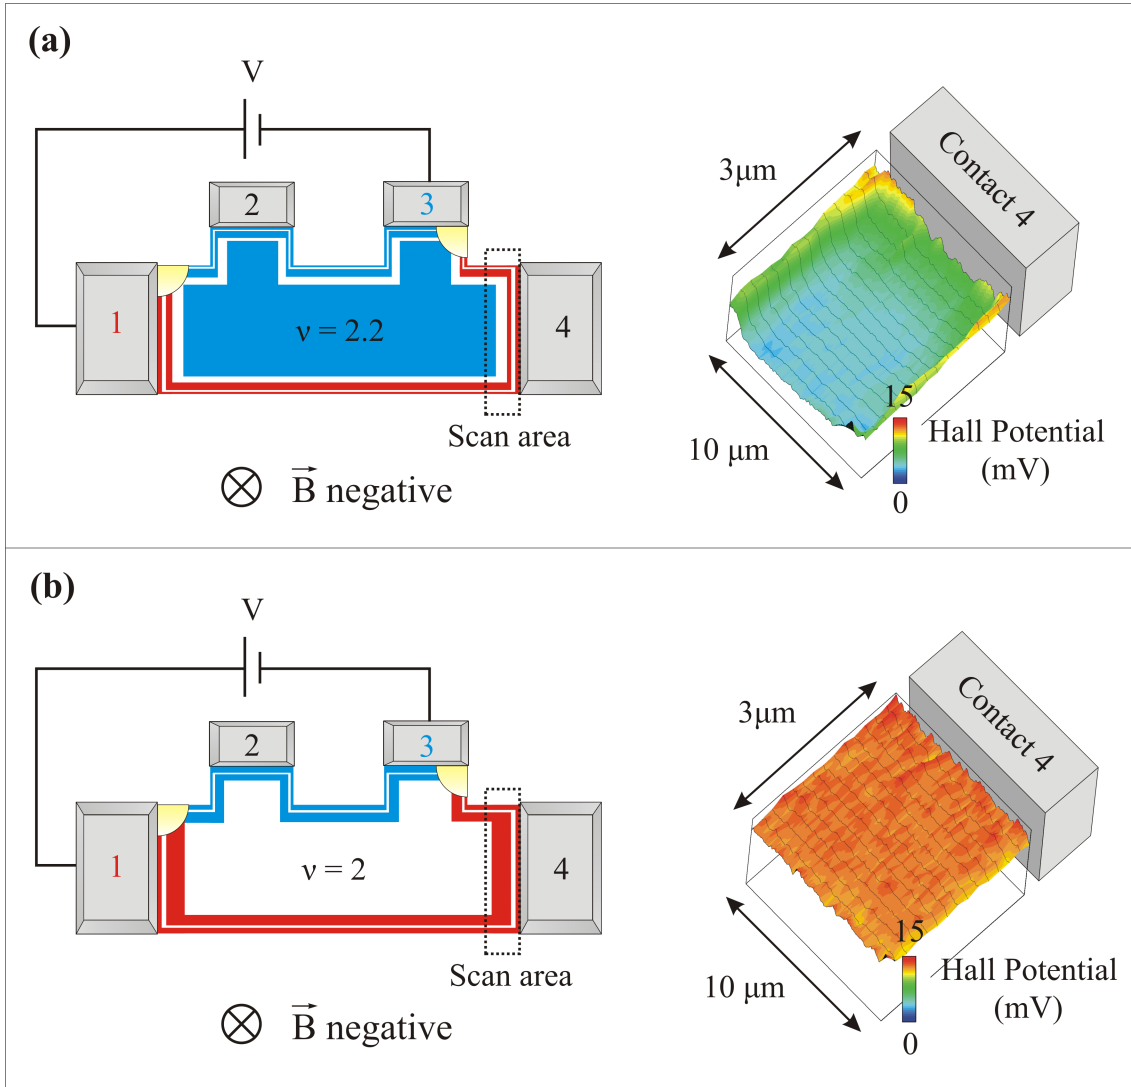 (a)
V
2
3
1
ν = 2.2
4
Scan area
B negative
3μm
Contact 4
10 μm
15
Hall Potential
(mV)
0
(b)
V
2
3
1
ν = 2
4
Scan area
B negative
3μm
Contact 4
10 μm
15
Hall Potential
(mV)
0